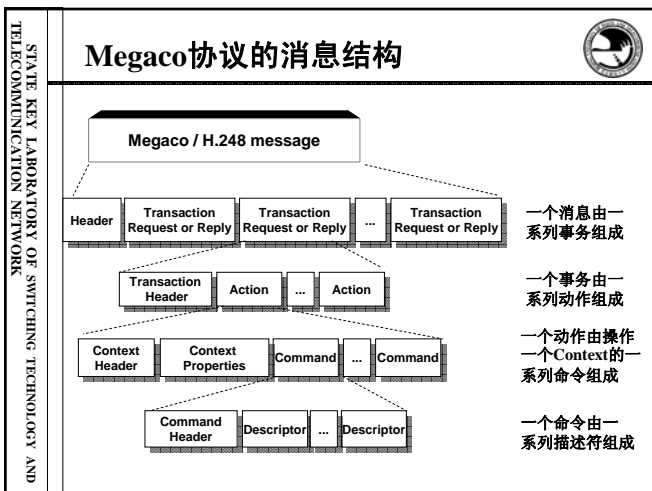 STATE KEY LABORATORY OF SWITCHING TECHNOLOGY AND
TELECOMMUNICATION NETWORK
Megaco协议的消息结构
Megaco / H.248 message
Header
Transaction
Request or Reply
Transaction
Request or Reply
...
Transaction
Request or Reply
一个消息由一
系列事务组成
Transaction
Header
Action
...
Action
一个事务由一
系列动作组成
Context
Header
Context
Properties
Command
...
Command
一个动作由操作
一个Context的一
系列命令组成
Command
Header
Descriptor
...
Descriptor
一个命令由一
系列描述符组成